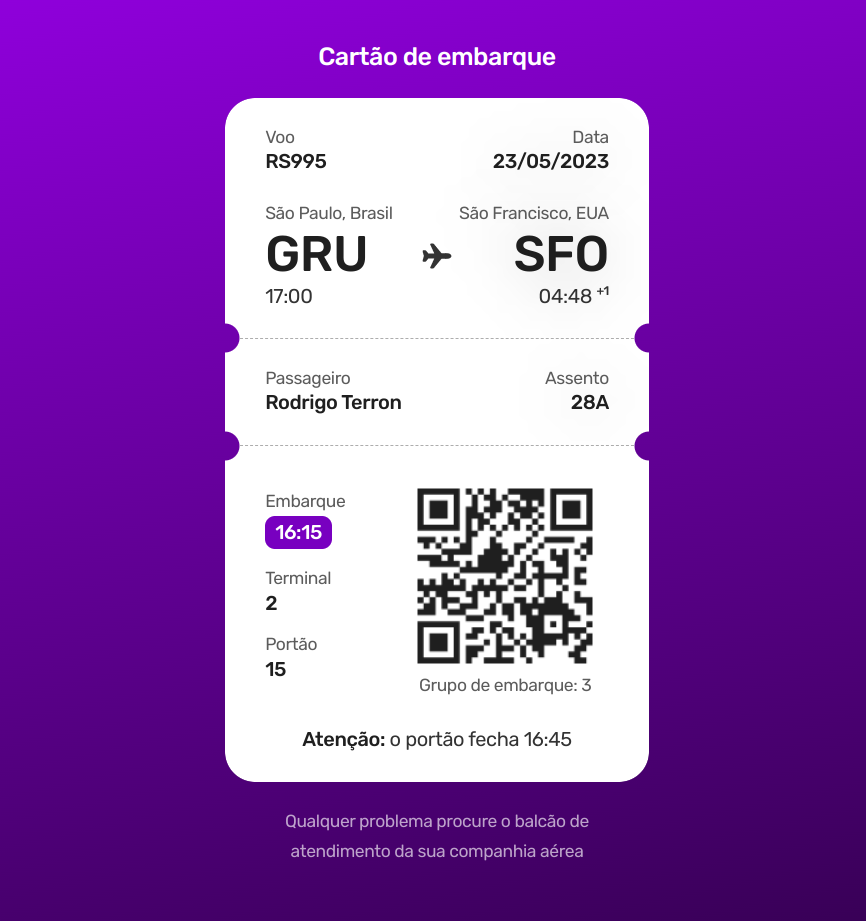 Cartão de embarque
Voo
Data
RS995
23/05/2023
São Paulo, Brasil
São Francisco, EUA
GRU
SFO
17:00
04:48 +1
Passageiro
Assento
Rodrigo Terron
28A
Embarque
16:15
Terminal
2
Portão
15
Grupo de embarque: 3
Atenção: o portão fecha 16:45
Qualquer problema procure o balcão de
atendimento da sua companhia aérea